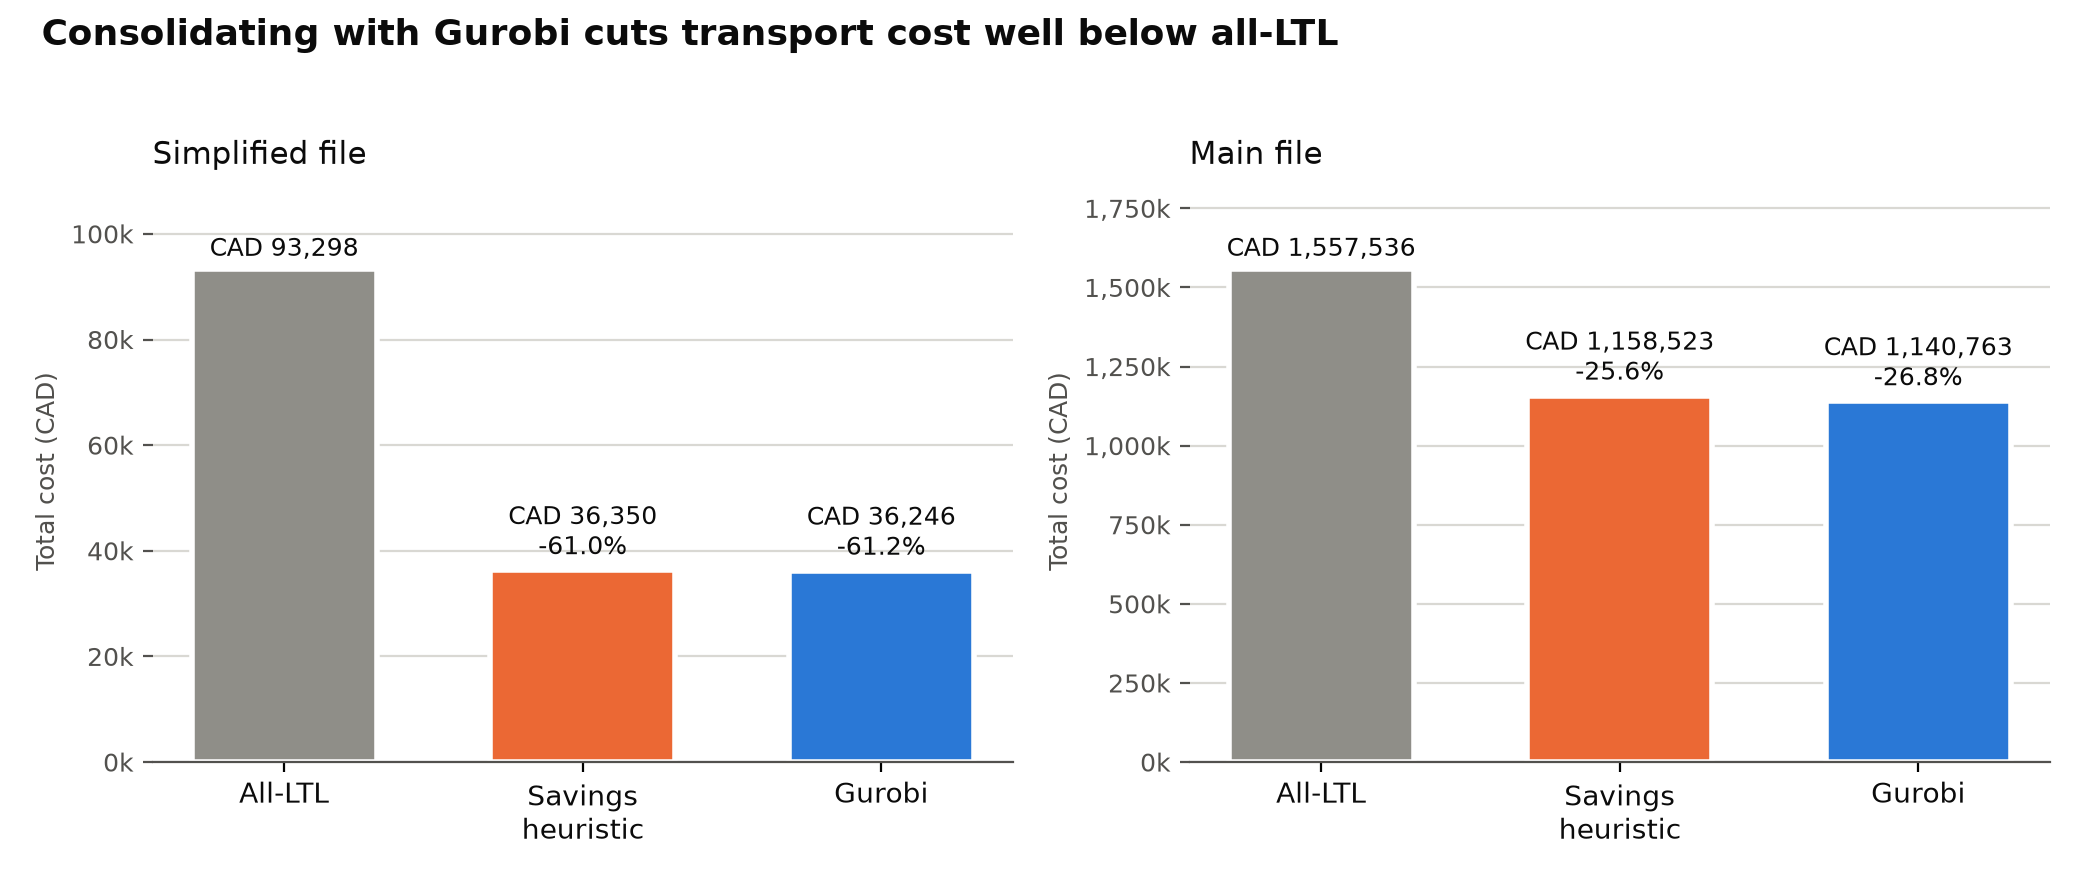 Consolidating with Gurobi cuts transport cost well below all-LTL
Simplified file
Total cost (CAD)
100k
80k
60k
40k
20k
0k
CAD 93,298
CAD 36,350
-61.0%
CAD 36,246
-61.2%
All-LTL
Savings
heuristic
Gurobi
Main file
Total cost (CAD)
1,750k
1,500k
1,250k
1,000k
750k
500k
250k
0k
CAD 1,557,536
CAD 1,158,523
-25.6%
CAD 1,140,763
-26.8%
All-LTL
Savings
heuristic
Gurobi